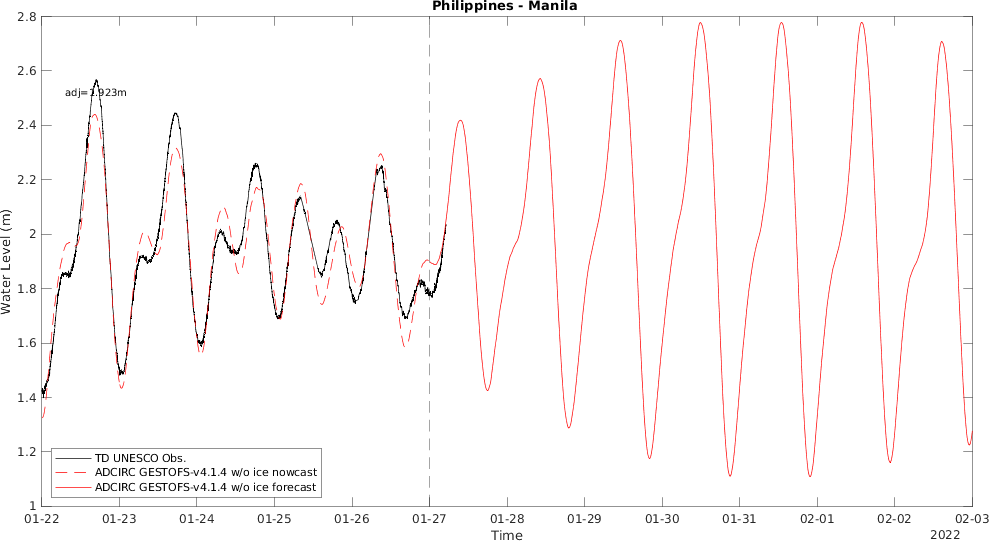 Philippines - Manila
2.8
2.6
adj=1.923m
2.4
2.2
2
1.8
1.6
1.4
1.2
1
Water Level (m)
TD UNESCO Obs.
ADCIRC GESTOFS-v4.1.4 w/o ice nowcast
ADCIRC GESTOFS-v4.1.4 w/o ice forecast
01-22 01-23 01-24 01-25 01-26 01-27 01-28 01-29 01-30 01-31 02-01 02-02 02-03
Time
2022